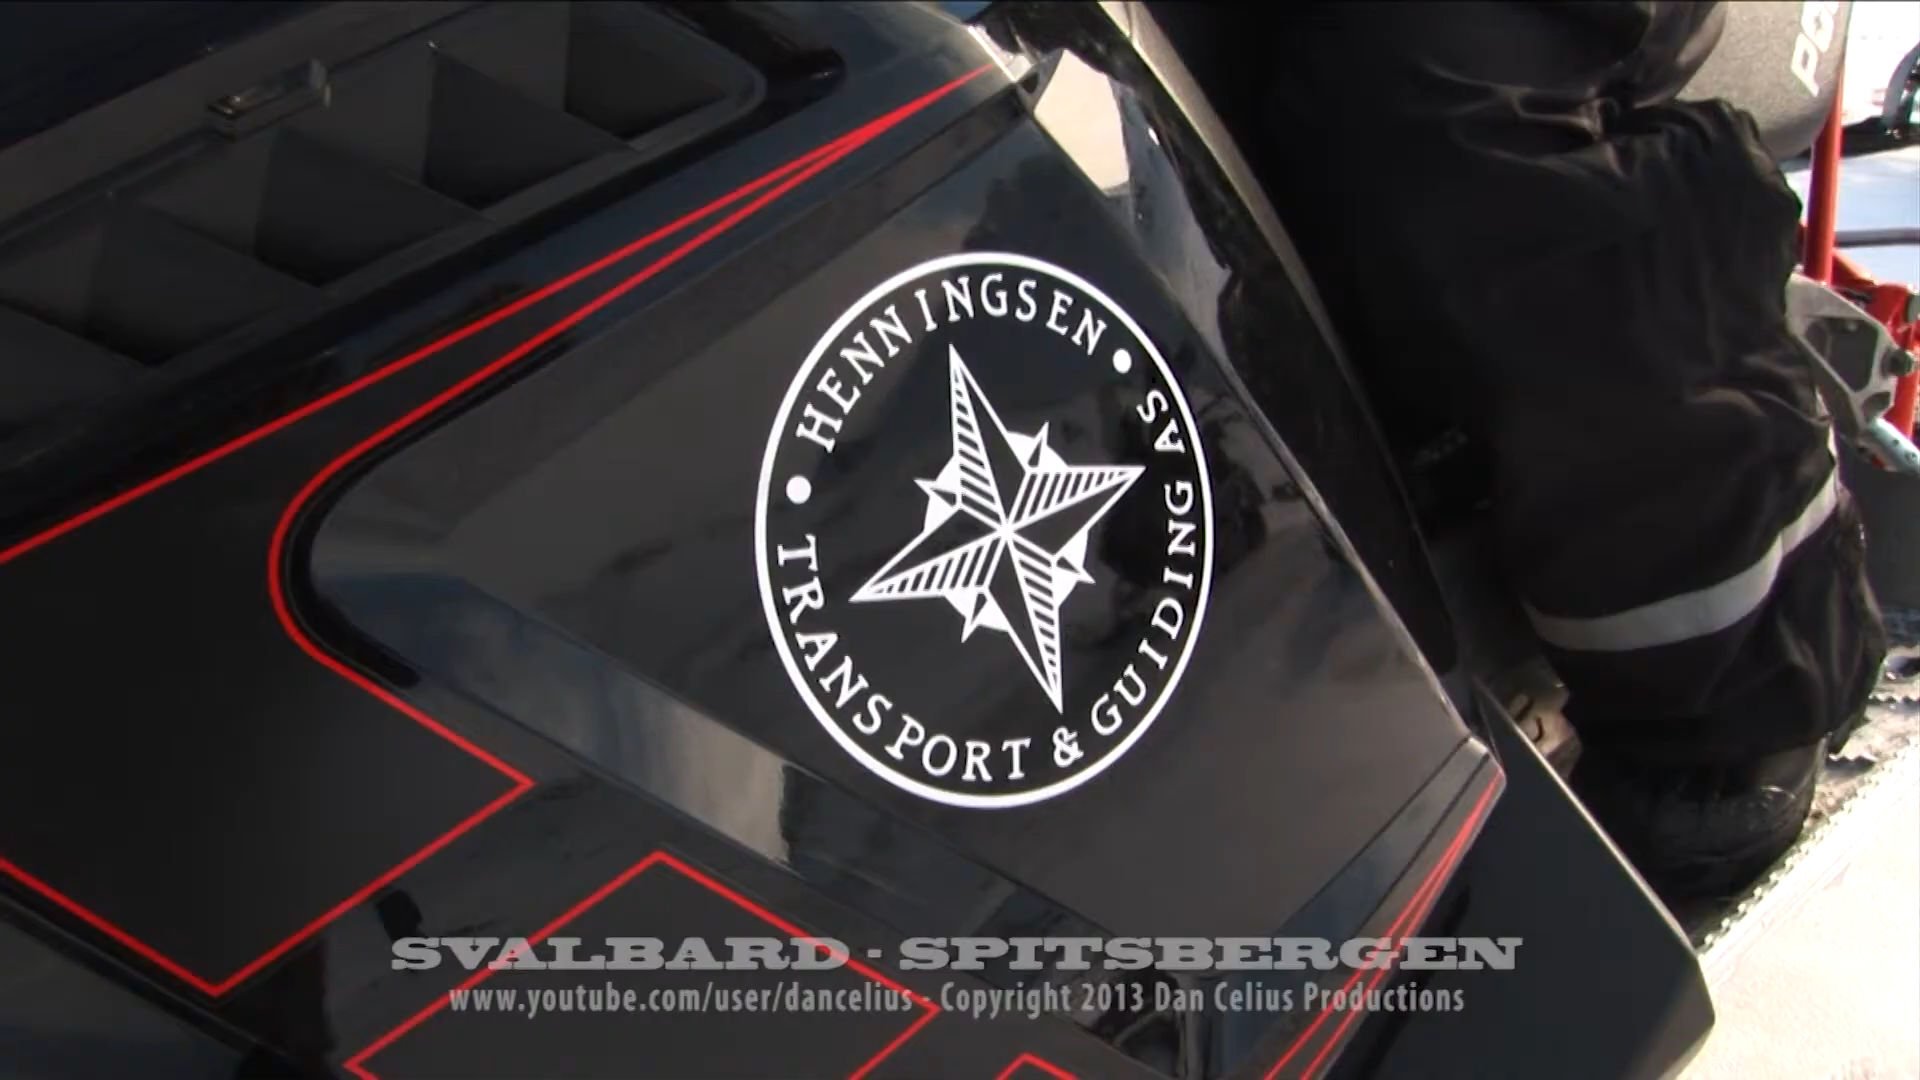 HENNINGSEN
TRANSPORT & GUIDING AS
SVALBARD - SPITSBERGEN
www.youtube.com/user/dancelius - Copyright 2013 Dan Celius Productions